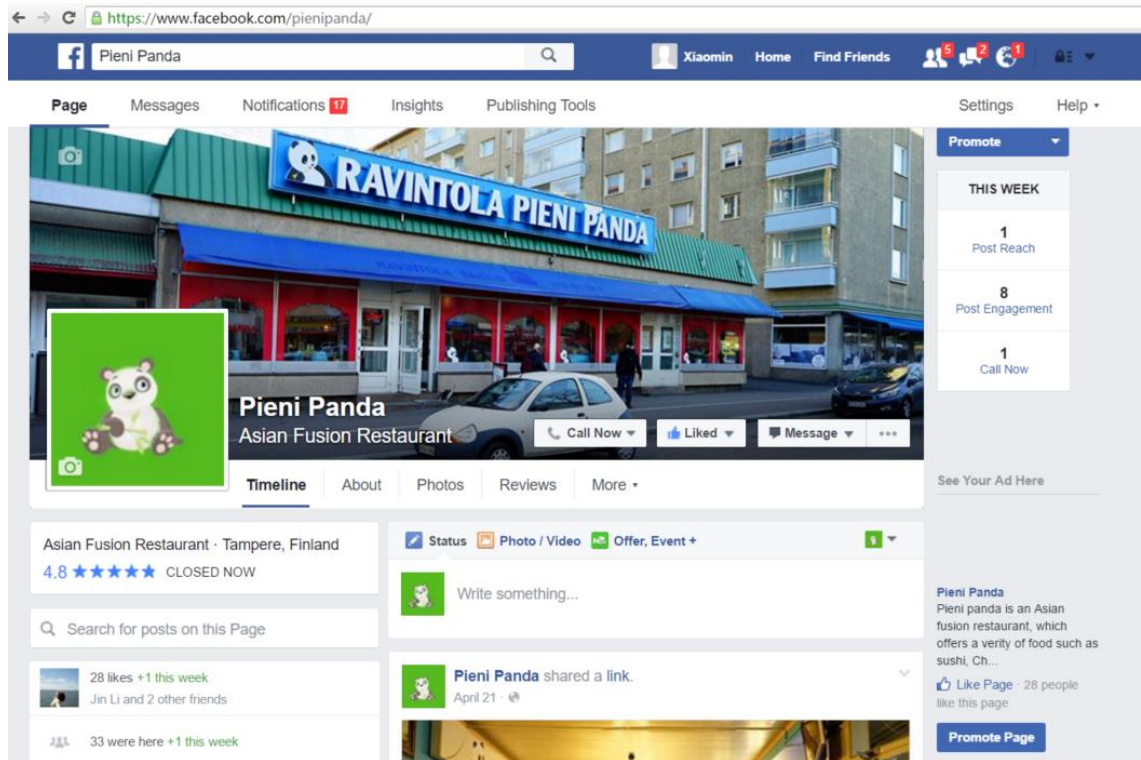 https://www.facebook.com/pienipanda/
Pieni Panda
Xiaomin Home Find Friends 5 2 1
Page Messages Notifications 17 Insights Publishing Tools Settings Help
RAVINTOLA PIENI PANDA
Pieni Panda
Asian Fusion Restaurant
Call Now Liked Message
Timeline About Photos Reviews More
Promote
THIS WEEK
1
Post Reach
8
Post Engagement
1
Call Now
See Your Ad Here
Asian Fusion Restaurant · Tampere, Finland
4.8 ★★★★★ CLOSED NOW
Search for posts on this Page
28 likes +1 this week
Jin Li and 2 other friends
33 were here +1 this week
Status Photo / Video Offer, Event +
Write something...
Pieni Panda shared a link.
April 21 ·
Pieni Panda
Pieni panda is an Asian
fusion restaurant, which
offers a verity of food such as
sushi, Ch...
Like Page · 28 people
like this page
Promote Page